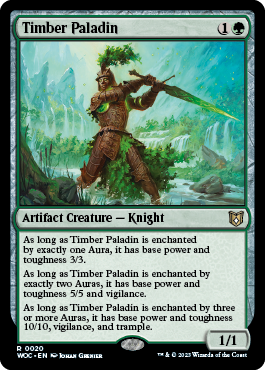 Timber Paladin 1
Artifact Creature — Knight
As long as Timber Paladin is enchanted
by exactly one Aura, it has base power and
toughness 3/3.
As long as Timber Paladin is enchanted by
exactly two Auras, it has base power and
toughness 5/5 and vigilance.
As long as Timber Paladin is enchanted by three
or more Auras, it has base power and toughness
10/10, vigilance, and trample.
1/1
R 0020
WOC • EN Johan Grenier
™ & © 2023 Wizards of the Coast